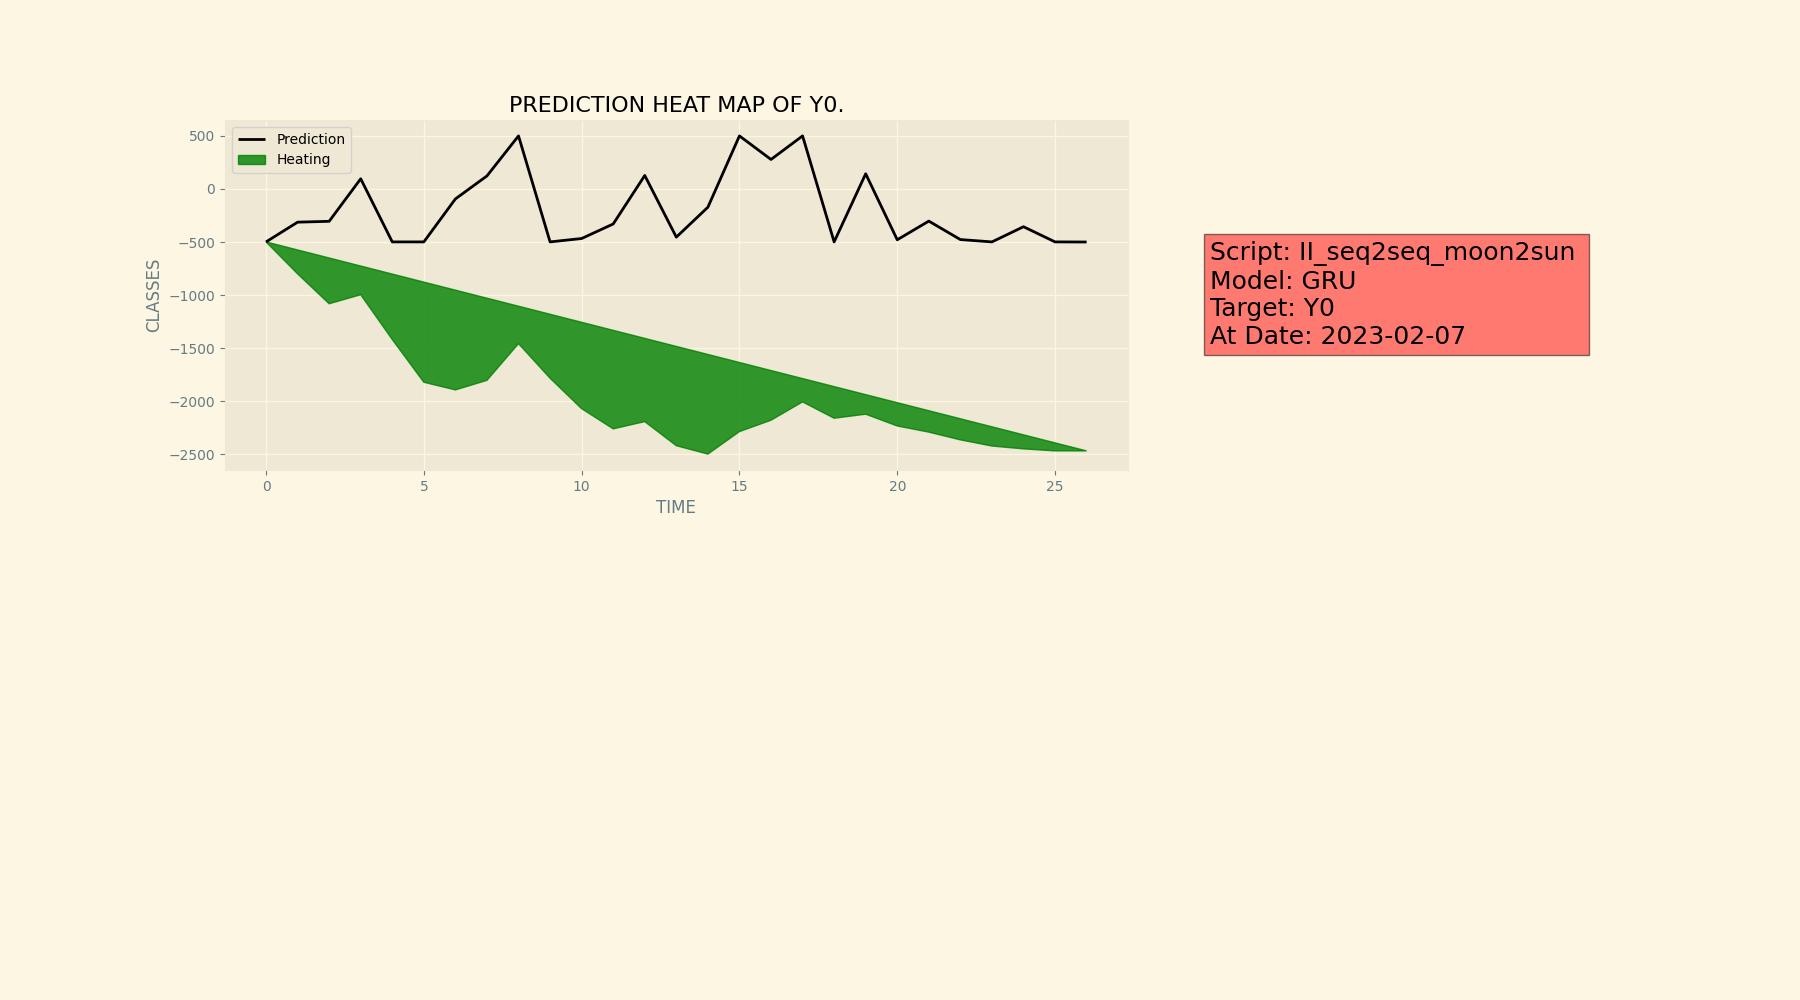 PREDICTION HEAT MAP OF Y0.
Prediction
Heating
500
0
−500
−1000
−1500
−2000
−2500
CLASSES
0 5 10 15 20 25
TIME
Script: II_seq2seq_moon2sun
Model: GRU
Target: Y0
At Date: 2023-02-07